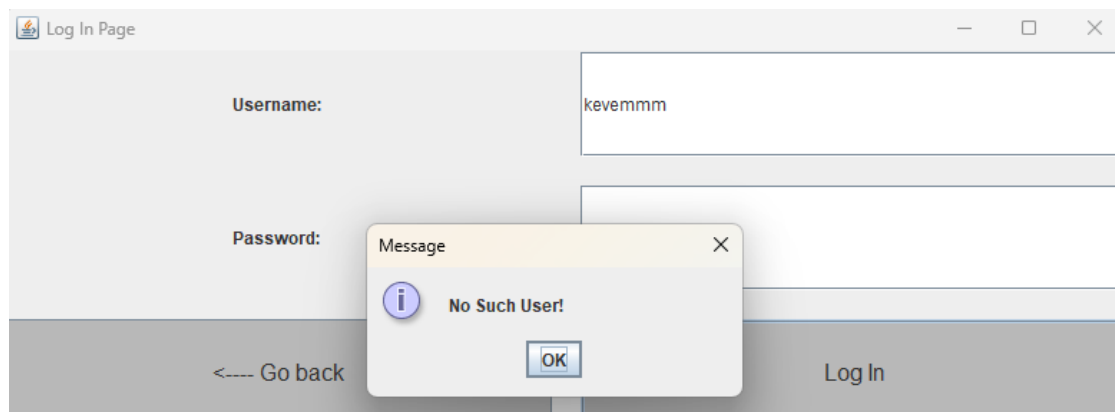 Log In Page
Username:
kevemmm
Password:
Message
No Such User!
OK
<---- Go back
Log In